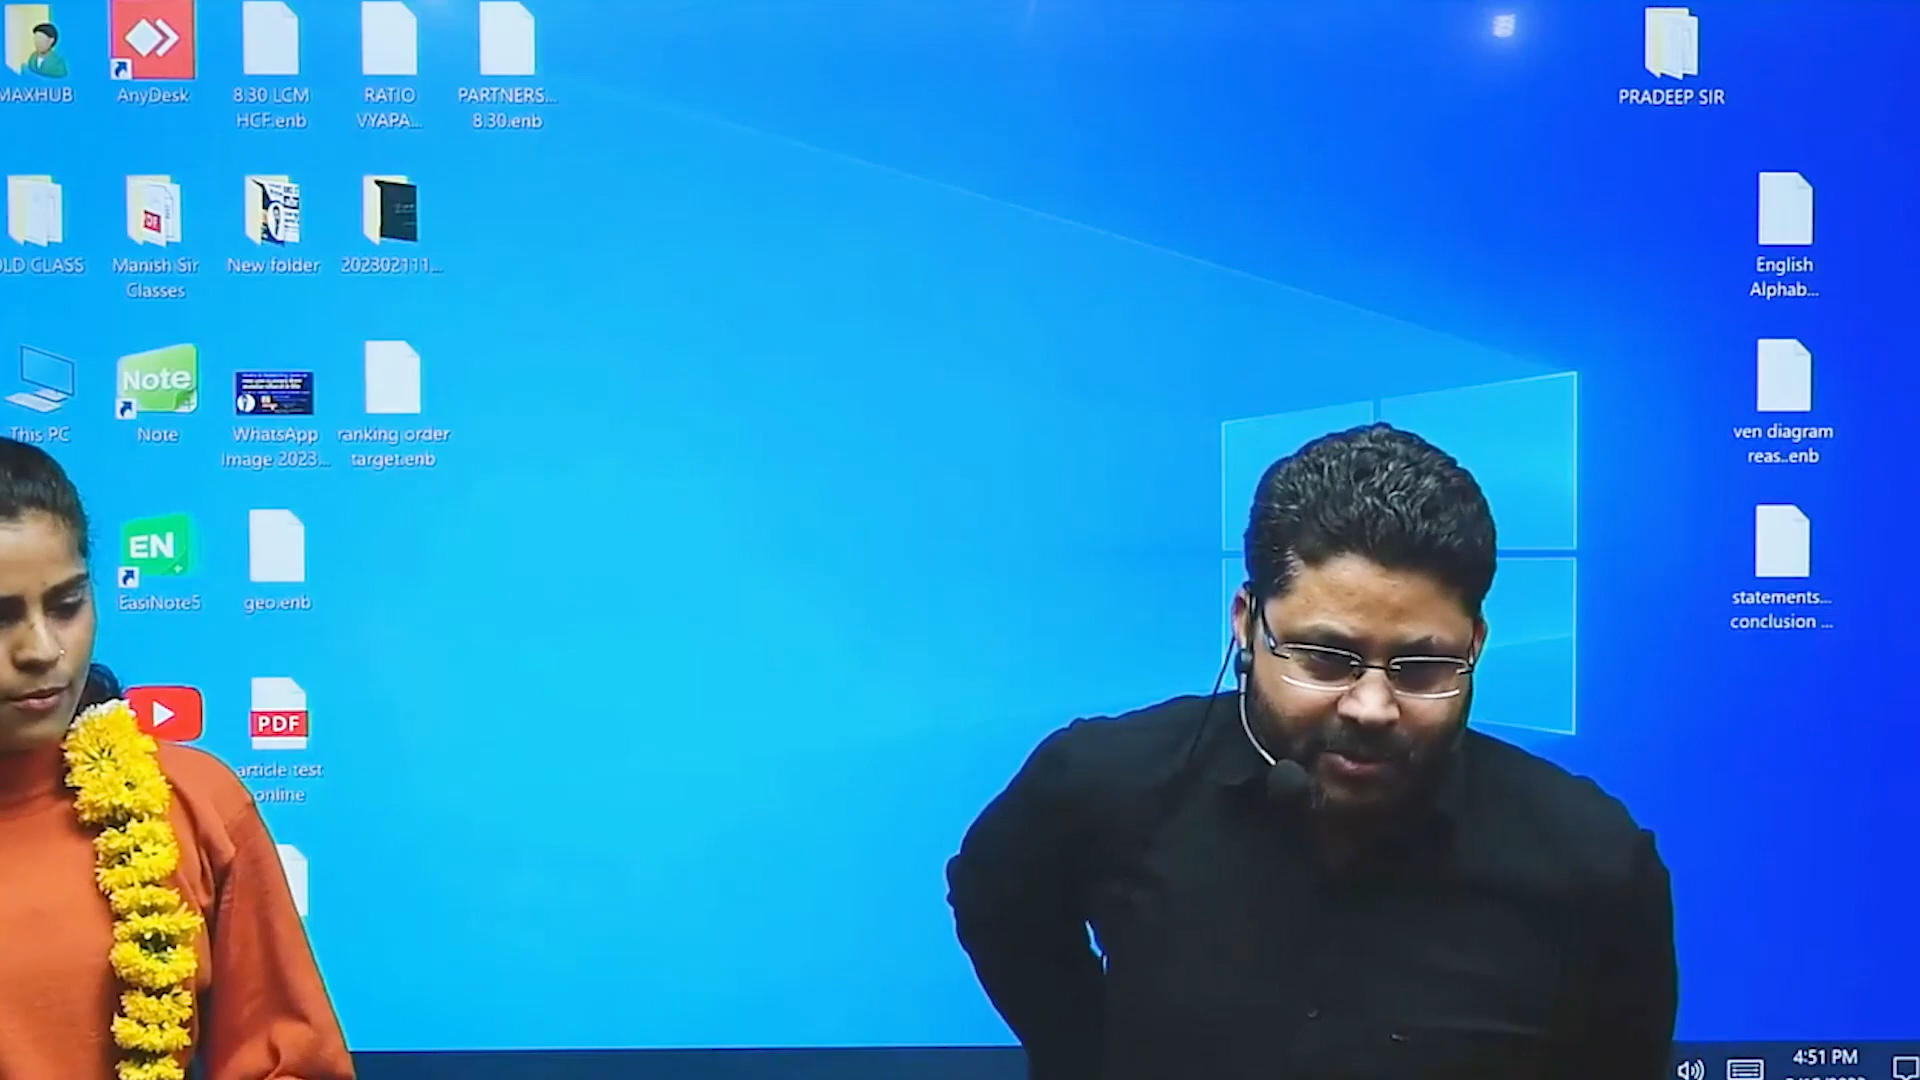 MAXHUB
AnyDesk
8.30 LCM
HCF.enb
RATIO
VYAPA...
PARTNERS...
8.30.enb
PRADEEP SIR
OLD CLASS
Manish Sir
Classes
New folder
202302111...
English
Alphab...
This PC
Note
Note
WhatsApp
Image 2023...
ranking order
target.enb
ven diagram
reas..enb
EN
EasiNote5
geo.enb
statements...
conclusion ...
PDF
article test
online
4:51 PM